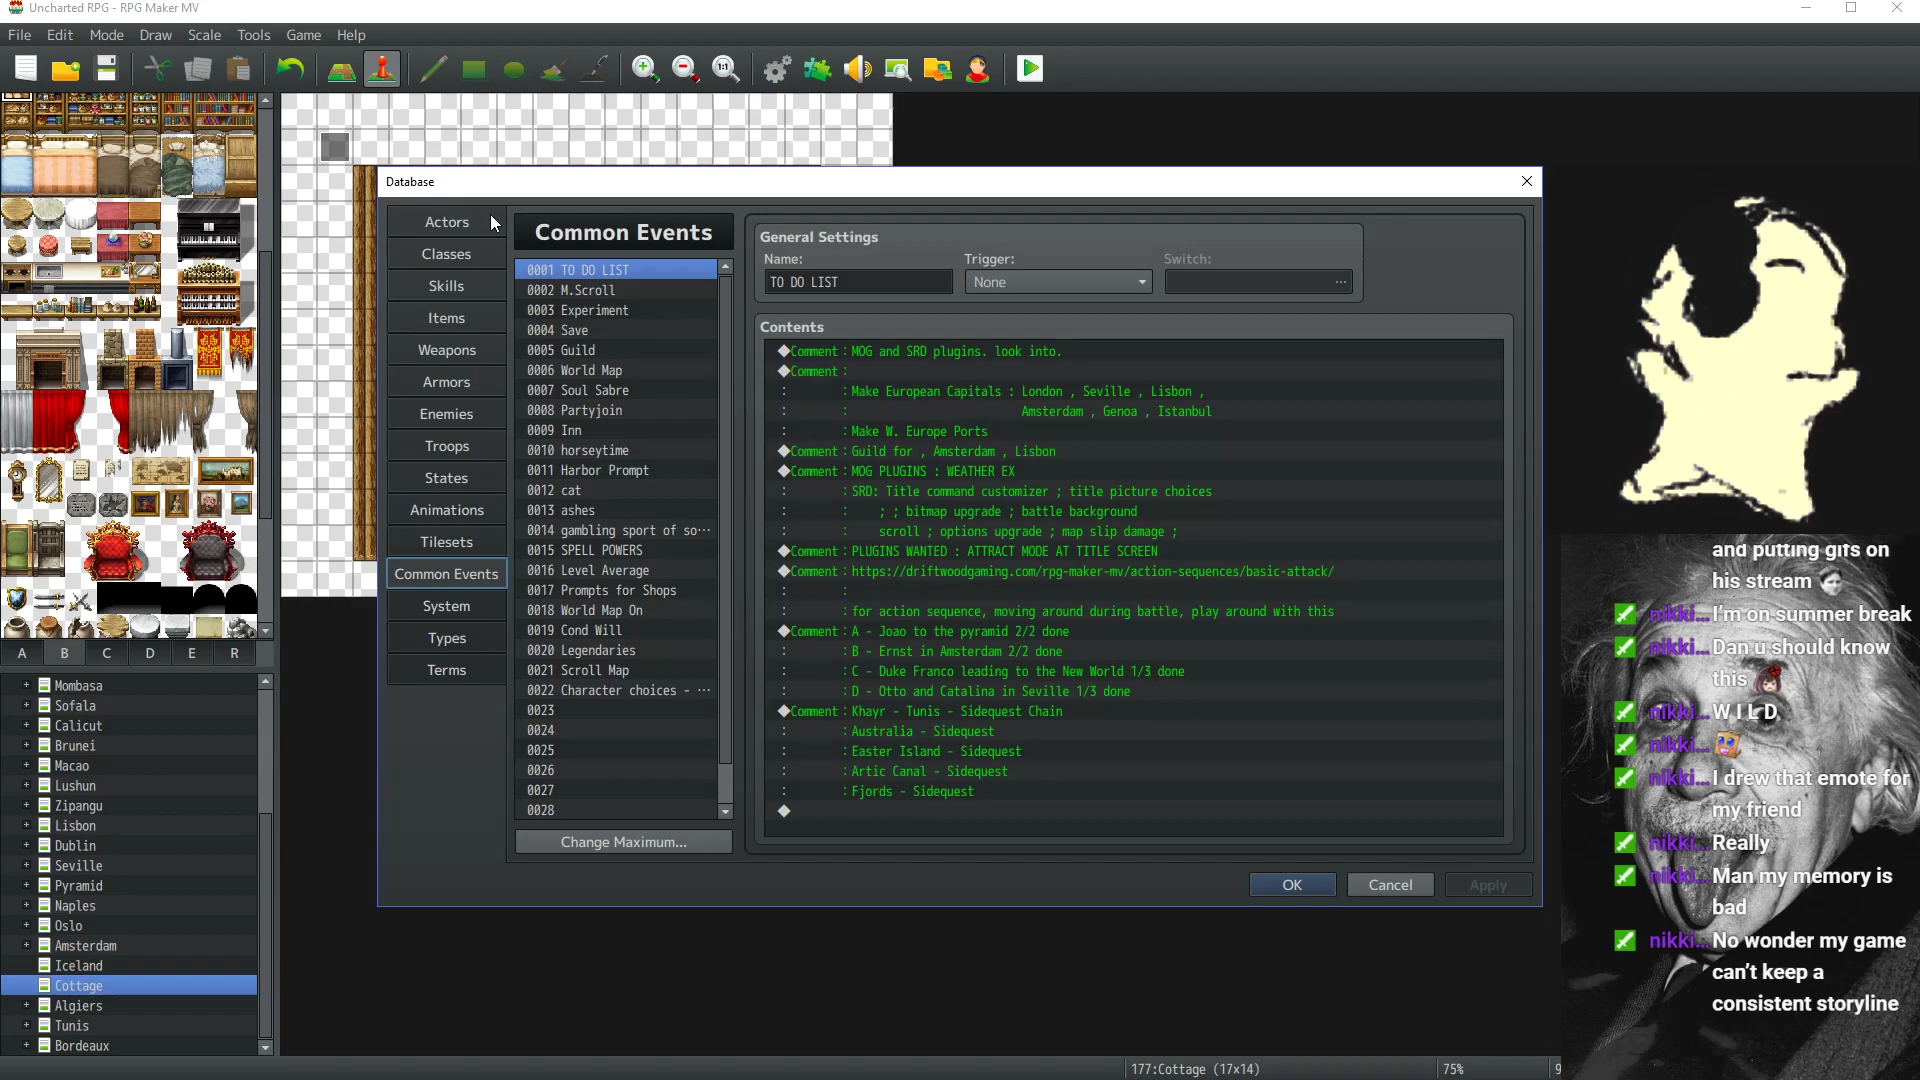 Uncharted RPG - RPG Maker MV
File Edit Mode Draw Scale Tools Game Help
1:1
A B C D E R
Mombasa
Sofala
Calicut
Brunei
Macao
Lushun
Zipangu
Lisbon
Dublin
Seville
Pyramid
Naples
Oslo
Amsterdam
Iceland
Cottage
Algiers
Tunis
Bordeaux
Database
Actors
Classes
Skills
Items
Weapons
Armors
Enemies
Troops
States
Animations
Tilesets
Common Events
System
Types
Terms
Common Events
0001 TO DO LIST
0002 M.Scroll
0003 Experiment
0004 Save
0005 Guild
0006 World Map
0007 Soul Sabre
0008 Partyjoin
0009 Inn
0010 horseytime
0011 Harbor Prompt
0012 cat
0013 ashes
0014 gambling sport of so…
0015 SPELL POWERS
0016 Level Average
0017 Prompts for Shops
0018 World Map On
0019 Cond Will
0020 Legendaries
0021 Scroll Map
0022 Character choices - …
0023
0024
0025
0026
0027
0028
Change Maximum...
General Settings
Name: Trigger: Switch:
TO DO LIST None ...
Contents
◆Comment : MOG and SRD plugins. look into.
◆Comment :
: : Make European Capitals : London , Seville , Lisbon ,
: : Amsterdam , Genoa , Istanbul
: : Make W. Europe Ports
◆Comment : Guild for , Amsterdam , Lisbon
◆Comment : MOG PLUGINS : WEATHER EX
: : SRD: Title command customizer ; title picture choices
: : ; ; bitmap upgrade ; battle background
: : scroll ; options upgrade ; map slip damage ;
◆Comment : PLUGINS WANTED : ATTRACT MODE AT TITLE SCREEN
◆Comment : https://driftwoodgaming.com/rpg-maker-mv/action-sequences/basic-attack/
: :
: : for action sequence, moving around during battle, play around with this
◆Comment : A - Joao to the pyramid 2/2 done
: : B - Ernst in Amsterdam 2/2 done
: : C - Duke Franco leading to the New World 1/3 done
: : D - Otto and Catalina in Seville 1/3 done
◆Comment : Khayr - Tunis - Sidequest Chain
: : Australia - Sidequest
: : Easter Island - Sidequest
: : Artic Canal - Sidequest
: : Fjords - Sidequest
◆
OK Cancel Apply
177:Cottage (17x14) 75%
and putting gifs on
his stream
nikki... I'm on summer break
nikki... Dan u should know
this
nikki... W I L D
nikki...
nikki... I drew that emote for
my friend
nikki... Really
nikki... Man my memory is
bad
nikki... No wonder my game
can't keep a
consistent storyline